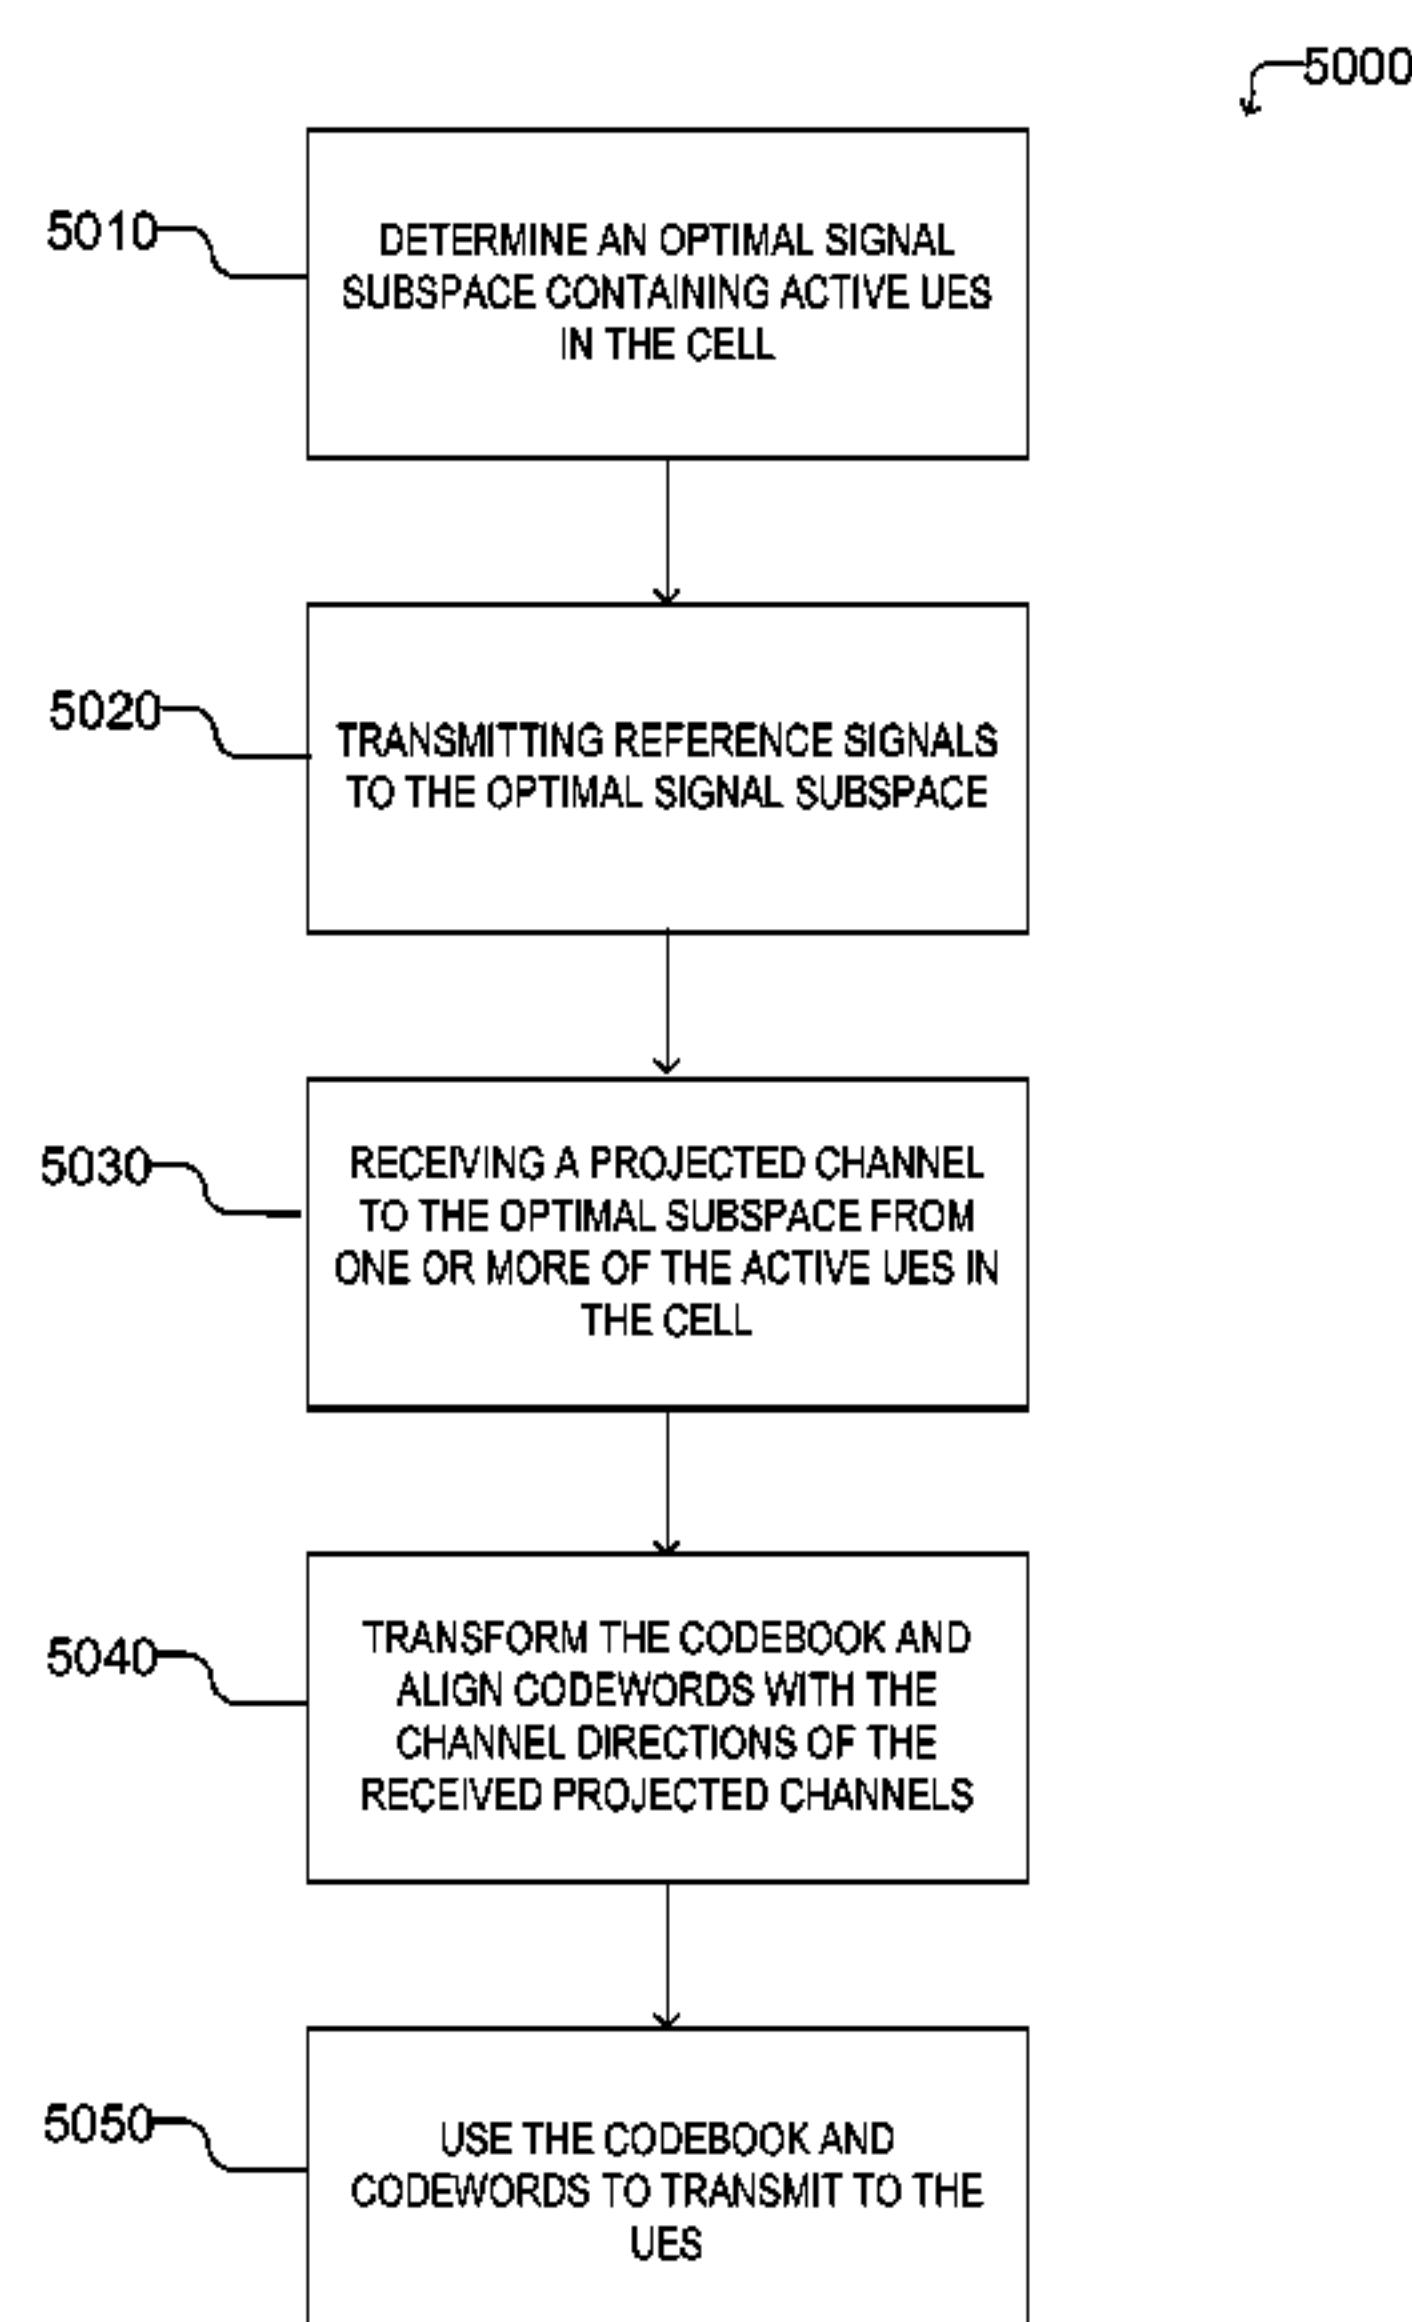 5000
5010
DETERMINE AN OPTIMAL SIGNAL
SUBSPACE CONTAINING ACTIVE UES
IN THE CELL
5020
TRANSMITTING REFERENCE SIGNALS
TO THE OPTIMAL SIGNAL SUBSPACE
5030
RECEIVING A PROJECTED CHANNEL
TO THE OPTIMAL SUBSPACE FROM
ONE OR MORE OF THE ACTIVE UES IN
THE CELL
5040
TRANSFORM THE CODEBOOK AND
ALIGN CODEWORDS WITH THE
CHANNEL DIRECTIONS OF THE
RECEIVED PROJECTED CHANNELS
5050
USE THE CODEBOOK AND
CODEWORDS TO TRANSMIT TO THE
UES